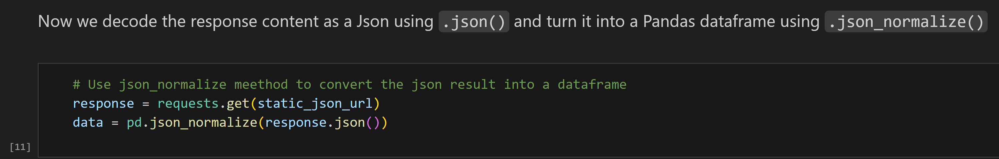 Now we decode the response content as a Json using .json() and turn it into a Pandas dataframe using .json_normalize()
# Use json_normalize meethod to convert the json result into a dataframe
response = requests.get(static_json_url)
data = pd.json_normalize(response.json())
[11]